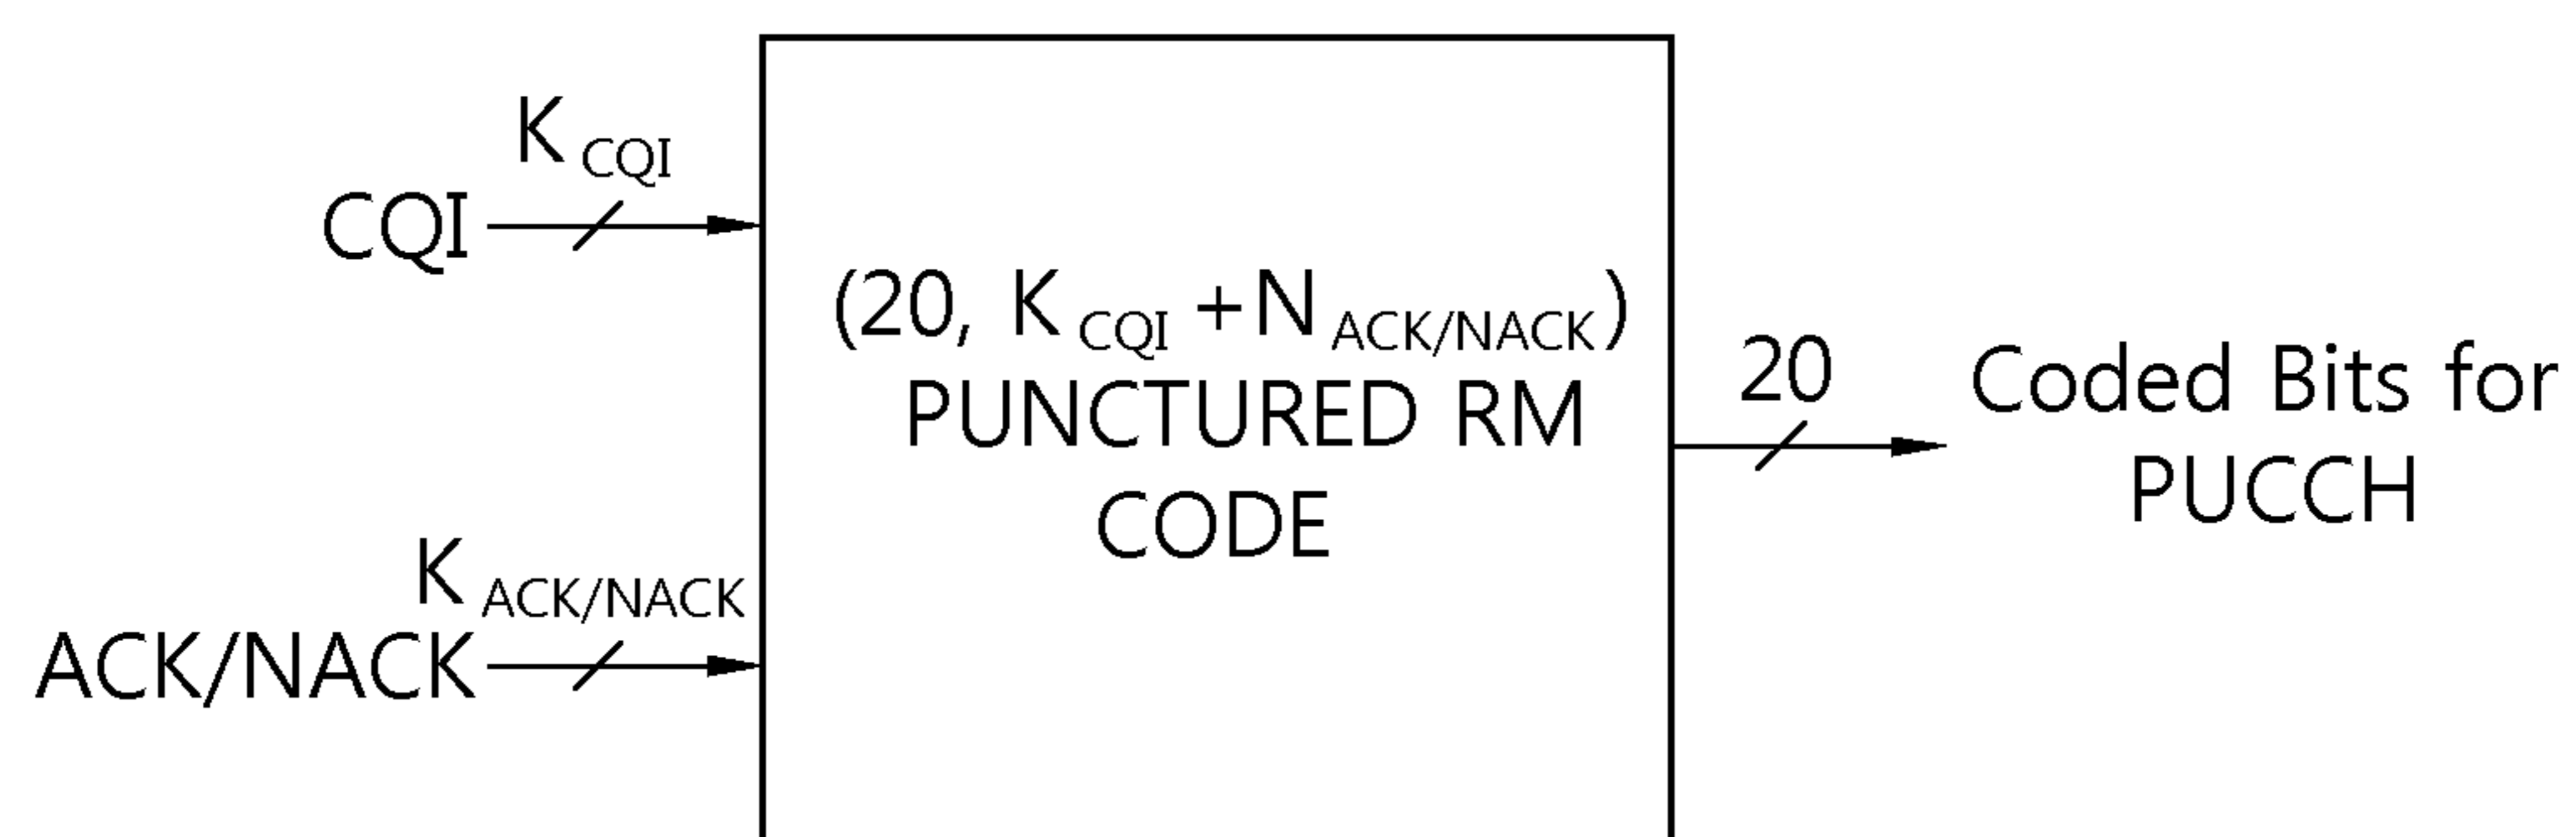 K CQI
CQI
(20, K CQI +N ACK/NACK)
PUNCTURED RM
CODE
K ACK/NACK
ACK/NACK
20
Coded Bits for
PUCCH